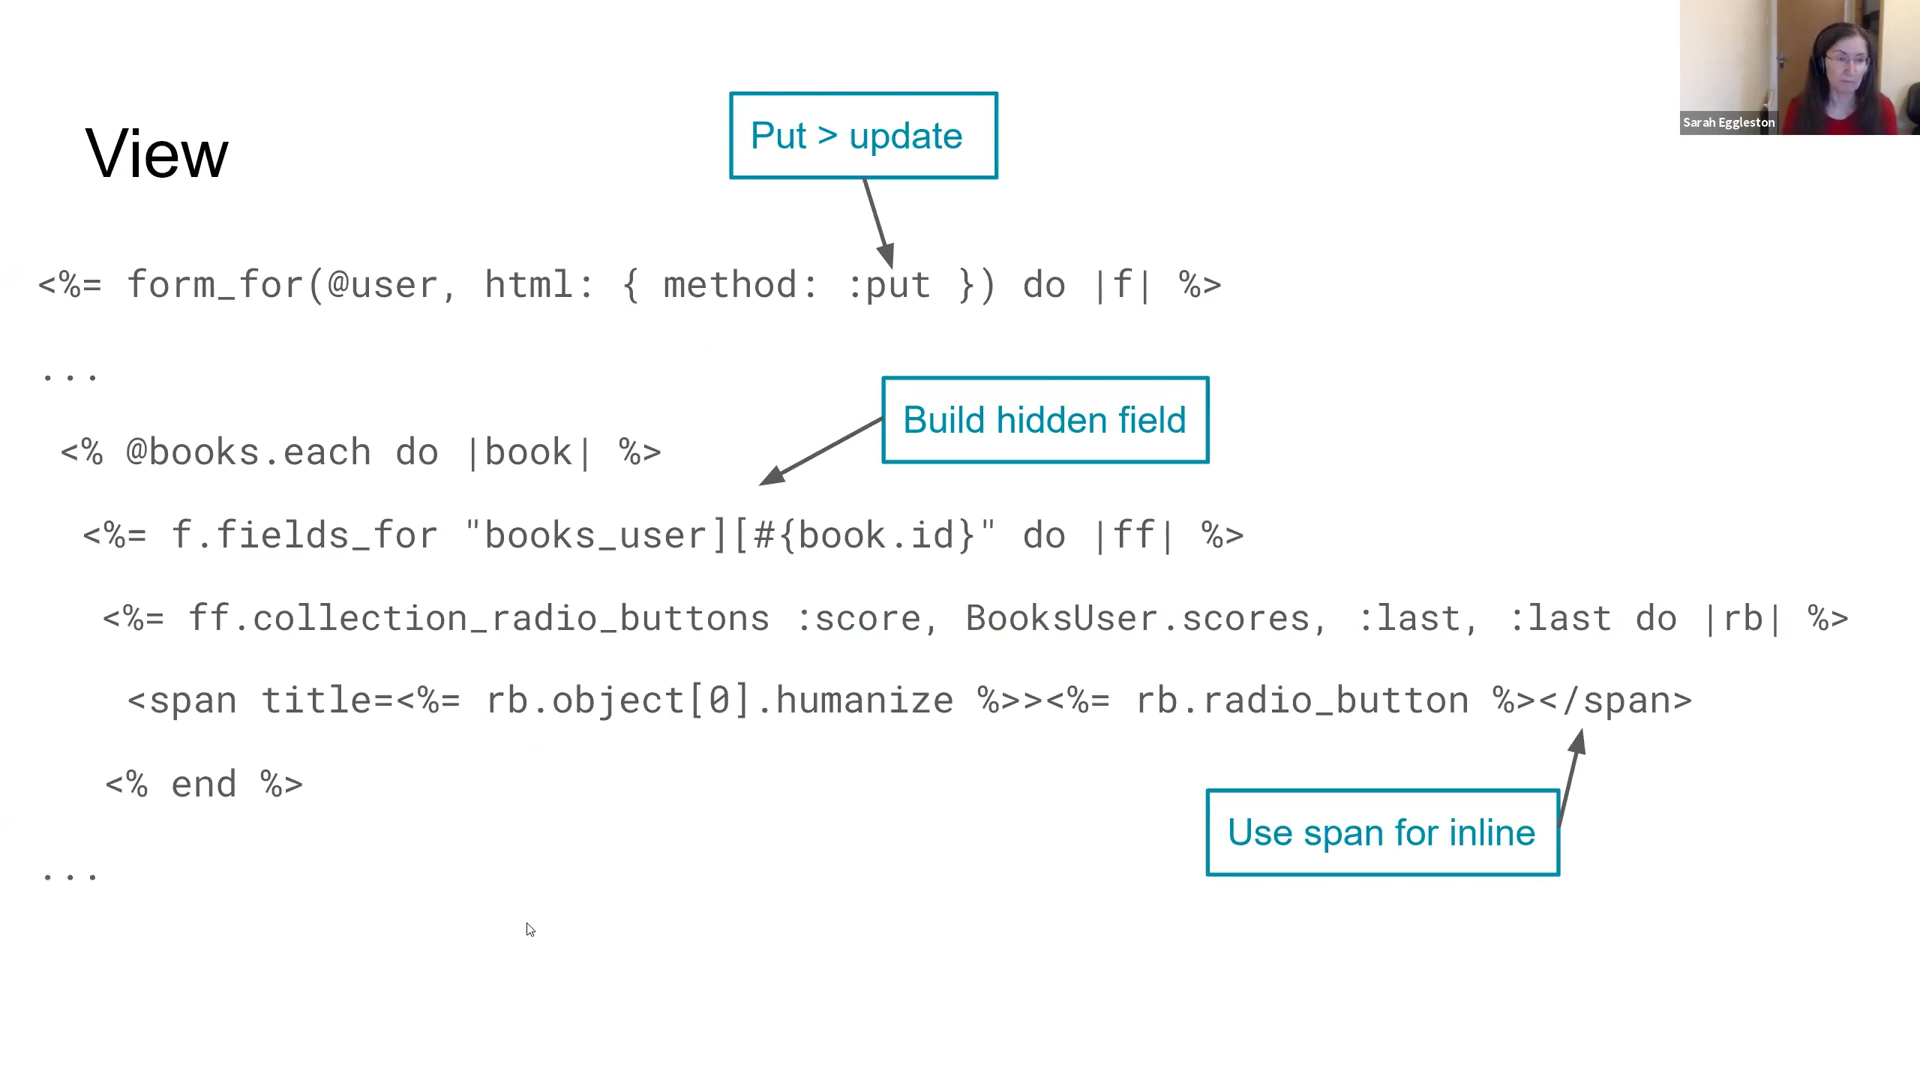 Sarah Eggleston
Put > update
View
<%= form_for(@user, html: { method: :put }) do |f| %>
...
Build hidden field
<% @books.each do |book| %>
<%= f.fields_for "books_user][#{book.id}" do |ff| %>
<%= ff.collection_radio_buttons :score, BooksUser.scores, :last, :last do |rb| %>
<span title=<%= rb.object[0].humanize %>><%= rb.radio_button %></span>
<% end %>
Use span for inline
...